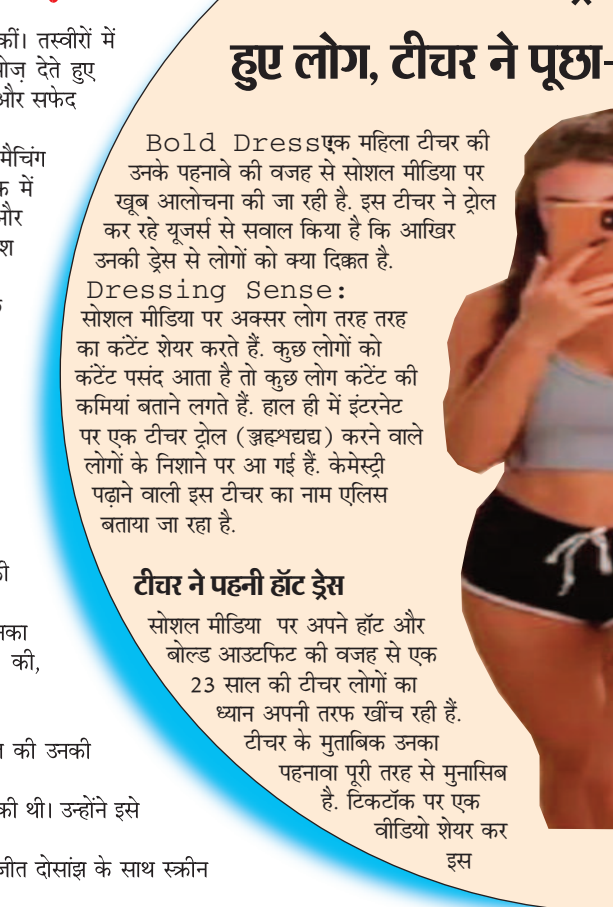 कीं। तस्वीरों में
देते हुए
और सफेद
मैचिंग
में
और
हुए लोग, टीचर ने पूछा-
Bold Dressएक महिला टीचर की
उनके पहनावे की वजह से सोशल मीडिया पर
खूब आलोचना की जा रही है. इस टीचर ने ट्रोल
कर रहे यूजर्स से सवाल किया है कि आखिर
उनकी ड्रेस से लोगों को क्या दिक्कत है.
Dressing Sense:
सोशल मीडिया पर अक्सर लोग तरह तरह
का कंटेंट शेयर करते हैं. कुछ लोगों को
कंटेंट पसंद आता है तो कुछ लोग कंटेंट की
कमियां बताने लगते हैं. हाल ही में इंटरनेट
पर एक टीचर ट्रोल () करने वाले
लोगों के निशाने पर आ गई हैं. केमेस्ट्री
पढ़ाने वाली इस टीचर का नाम एलिस
बताया जा रहा है.
टीचर ने पहनी हॉट ड्रेस
सोशल मीडिया पर अपने हॉट और
बोल्ड आउटफिट की वजह से एक
23 साल की टीचर लोगों का
ध्यान अपनी तरफ खींच रही हैं.
टीचर के मुताबिक उनका
पहनावा पूरी तरह से मुनासिब
है. टिकटॉक पर एक
वीडियो शेयर कर
इस
की,
की उनकी
की थी। उन्होंने इसे
दोसांझ के साथ स्क्रीन